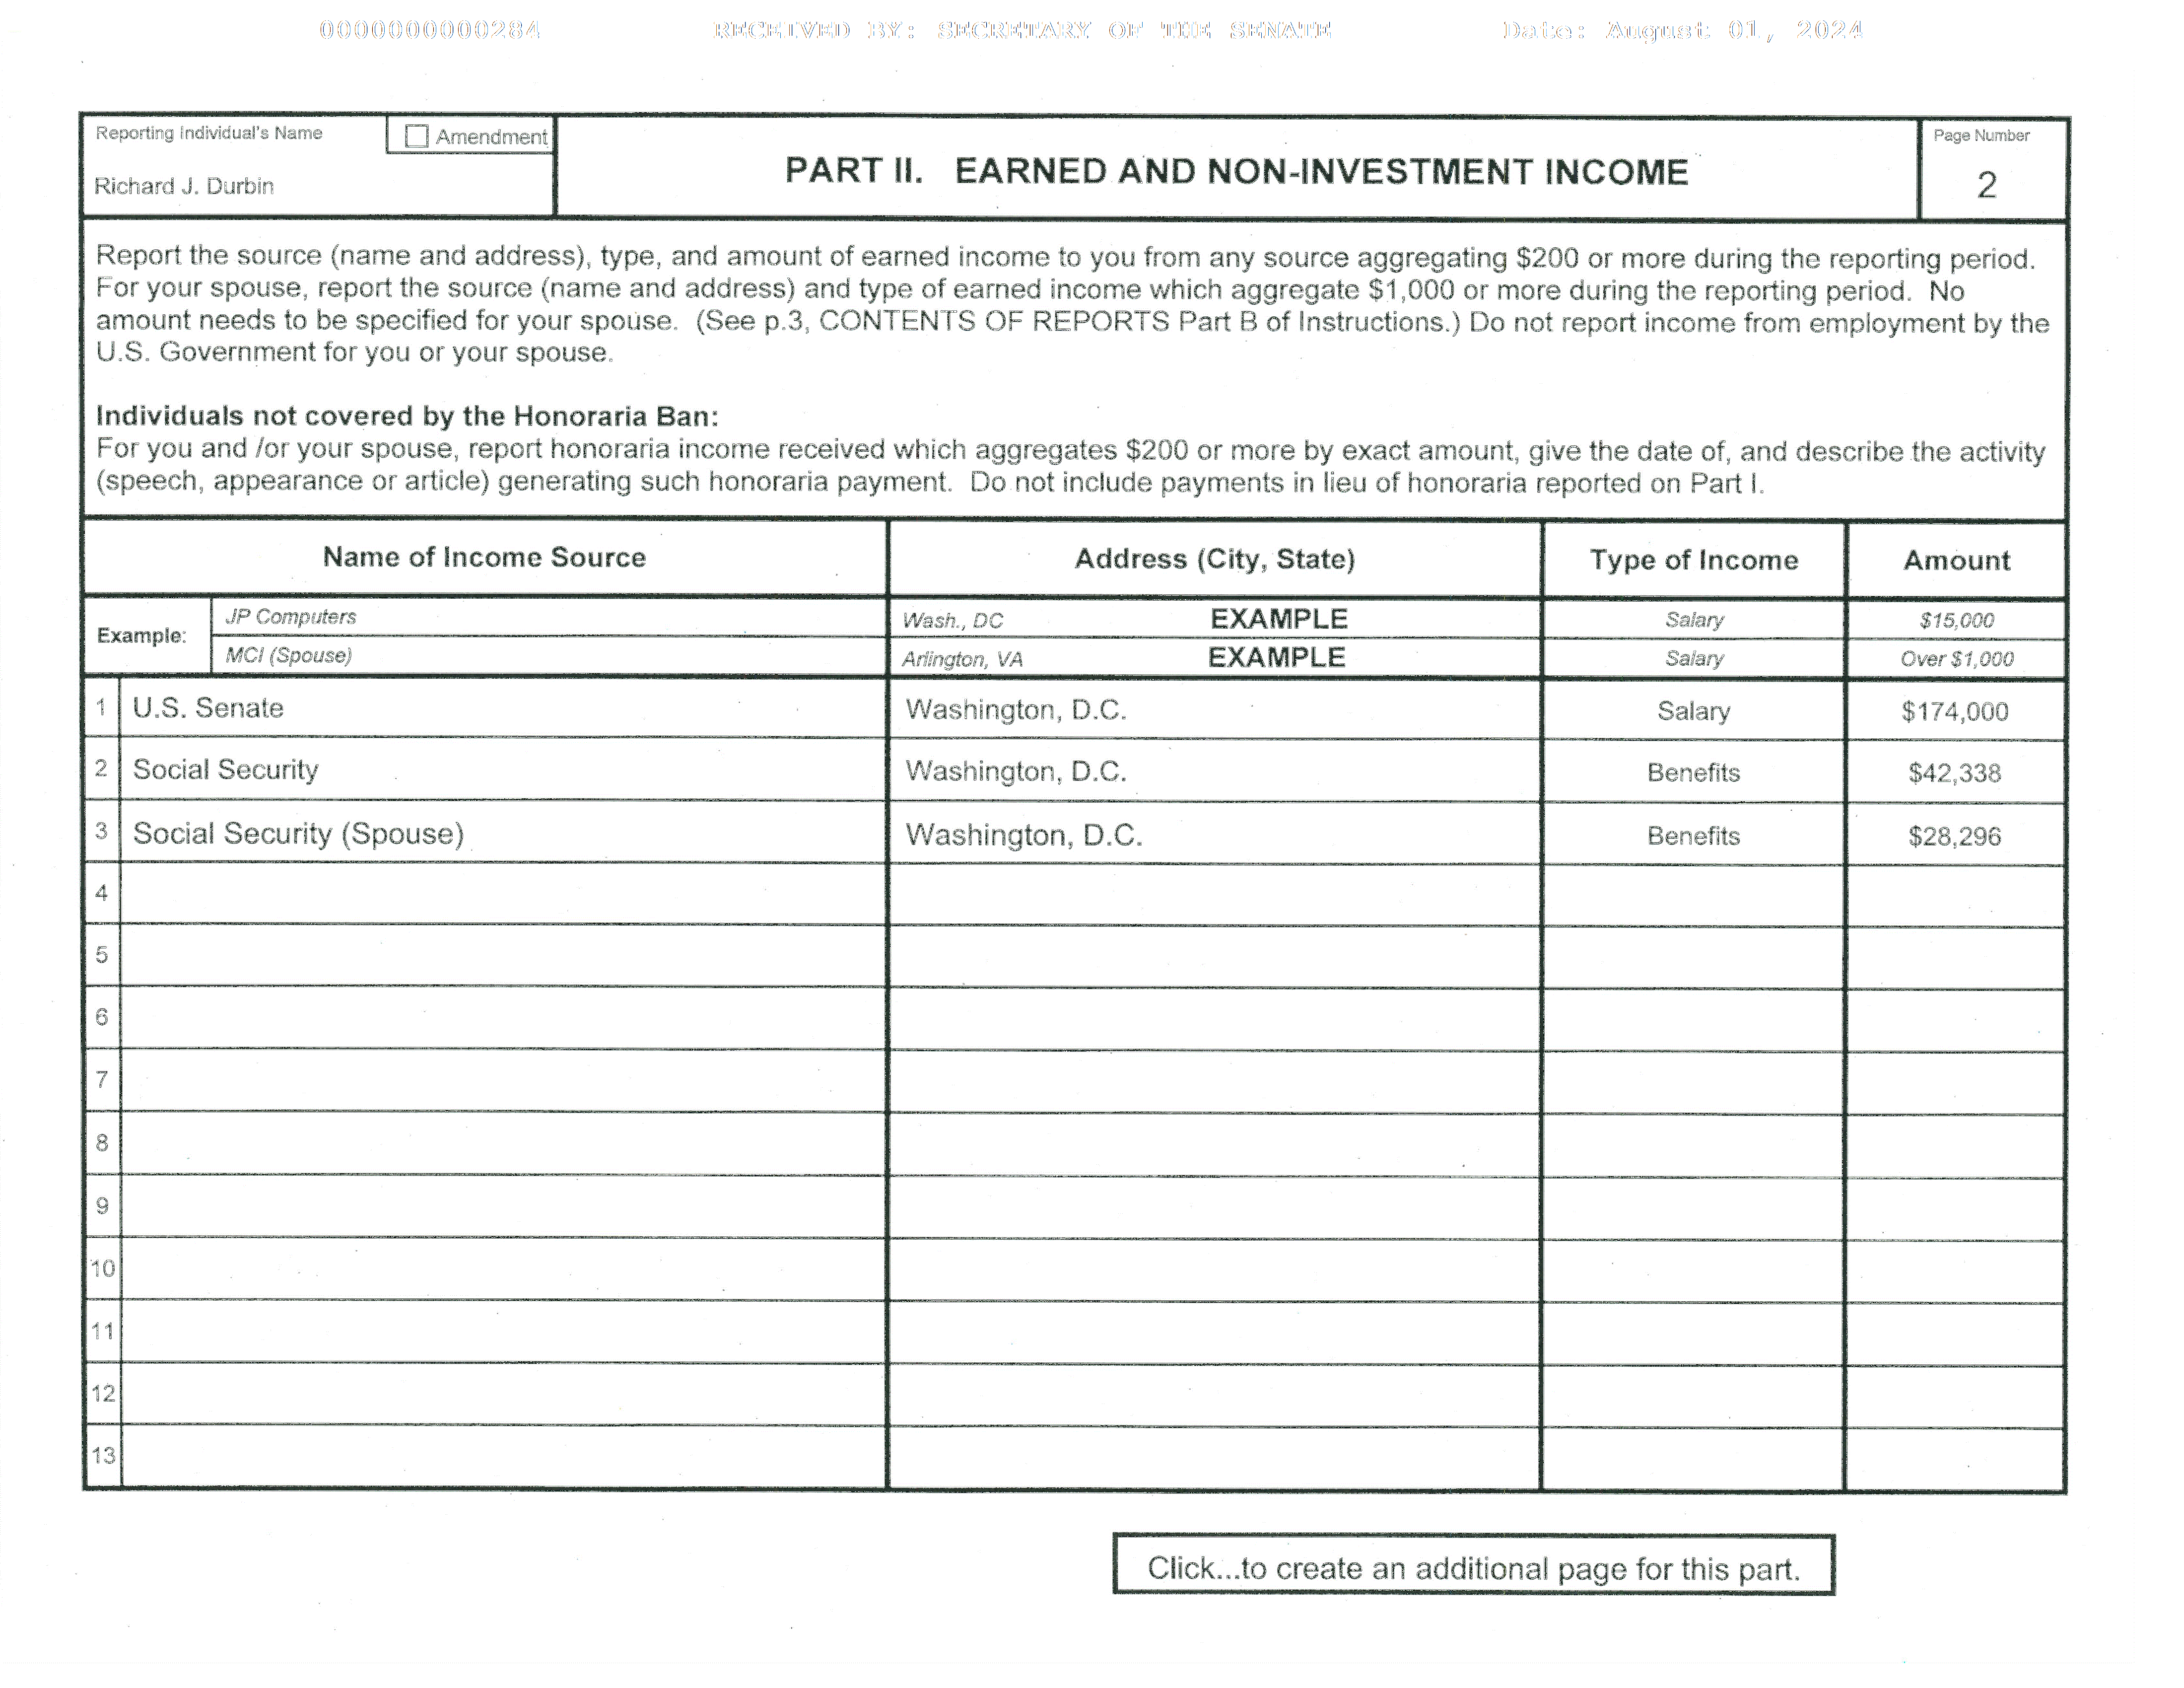 0000000000284 RECEIVED BY: SECRETARY OF THE SENATE Date: August 01, 2024
Reporting Individual's Name
Amendment
Richard J. Durbin
PART II. EARNED AND NON-INVESTMENT INCOME
Page Number
2
Report the source (name and address), type, and amount of earned income to you from any source aggregating $200 or more during the reporting period.
For your spouse, report the source (name and address) and type of earned income which aggregate $1,000 or more during the reporting period. No
amount needs to be specified for your spouse. (See p.3, CONTENTS OF REPORTS Part B of Instructions.) Do not report income from employment by the
U.S. Government for you or your spouse.
Individuals not covered by the Honoraria Ban:
For you and /or your spouse, report honoraria income received which aggregates $200 or more by exact amount, give the date of, and describe the activity
(speech, appearance or article) generating such honoraria payment. Do not include payments in lieu of honoraria reported on Part I.
Name of Income Source Address (City, State) Type of Income Amount
Example:
JP Computers Wash., DC EXAMPLE Salary $15,000
MCI (Spouse) Arlington, VA EXAMPLE Salary Over $1,000
1 U.S. Senate Washington, D.C. Salary $174,000
2 Social Security Washington, D.C. Benefits $42,338
3 Social Security (Spouse) Washington, D.C. Benefits $28,296
4
5
6
7
8
9
10
11
12
13
Click...to create an additional page for this part.